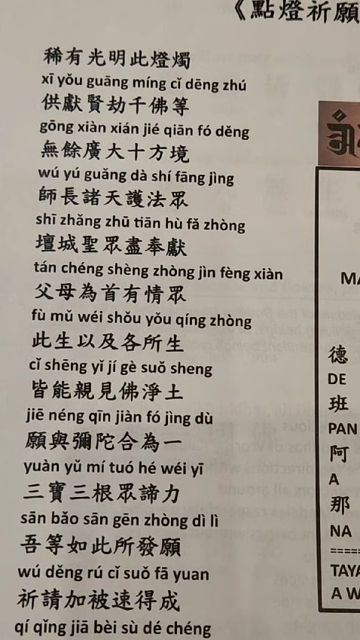 《點燈祈願
稀有光明此燈燭
xī yǒu guāng míng cǐ dēng zhú
供獻賢劫千佛等
gōng xiàn xián jié qiān fó děng
無餘廣大十方境
wú yú guǎng dà shí fāng jìng
師長諸天護法眾
shī zhǎng zhū tiān hù fǎ zhòng
壇城聖眾盡奉獻
tán chéng shèng zhòng jìn fèng xiàn
父母為首有情眾
fù mǔ wéi shǒu yǒu qíng zhòng
此生以及各所生
cǐ shēng yǐ jí gè suǒ sheng
皆能親見佛淨土
jiē néng qīn jiàn fó jìng dù
願與彌陀合為一
yuàn yǔ mí tuó hé wéi yī
三寶三根眾諦力
sān bǎo sān gēn zhòng dì lì
吾等如此所發願
wú děng rú cǐ suǒ fā yuan
祈請加被速得成
qí qǐng jiā bèi sù dé chéng
MA
德
DE
班
PAN
阿
A
那
NA
=====
TAYA
A W